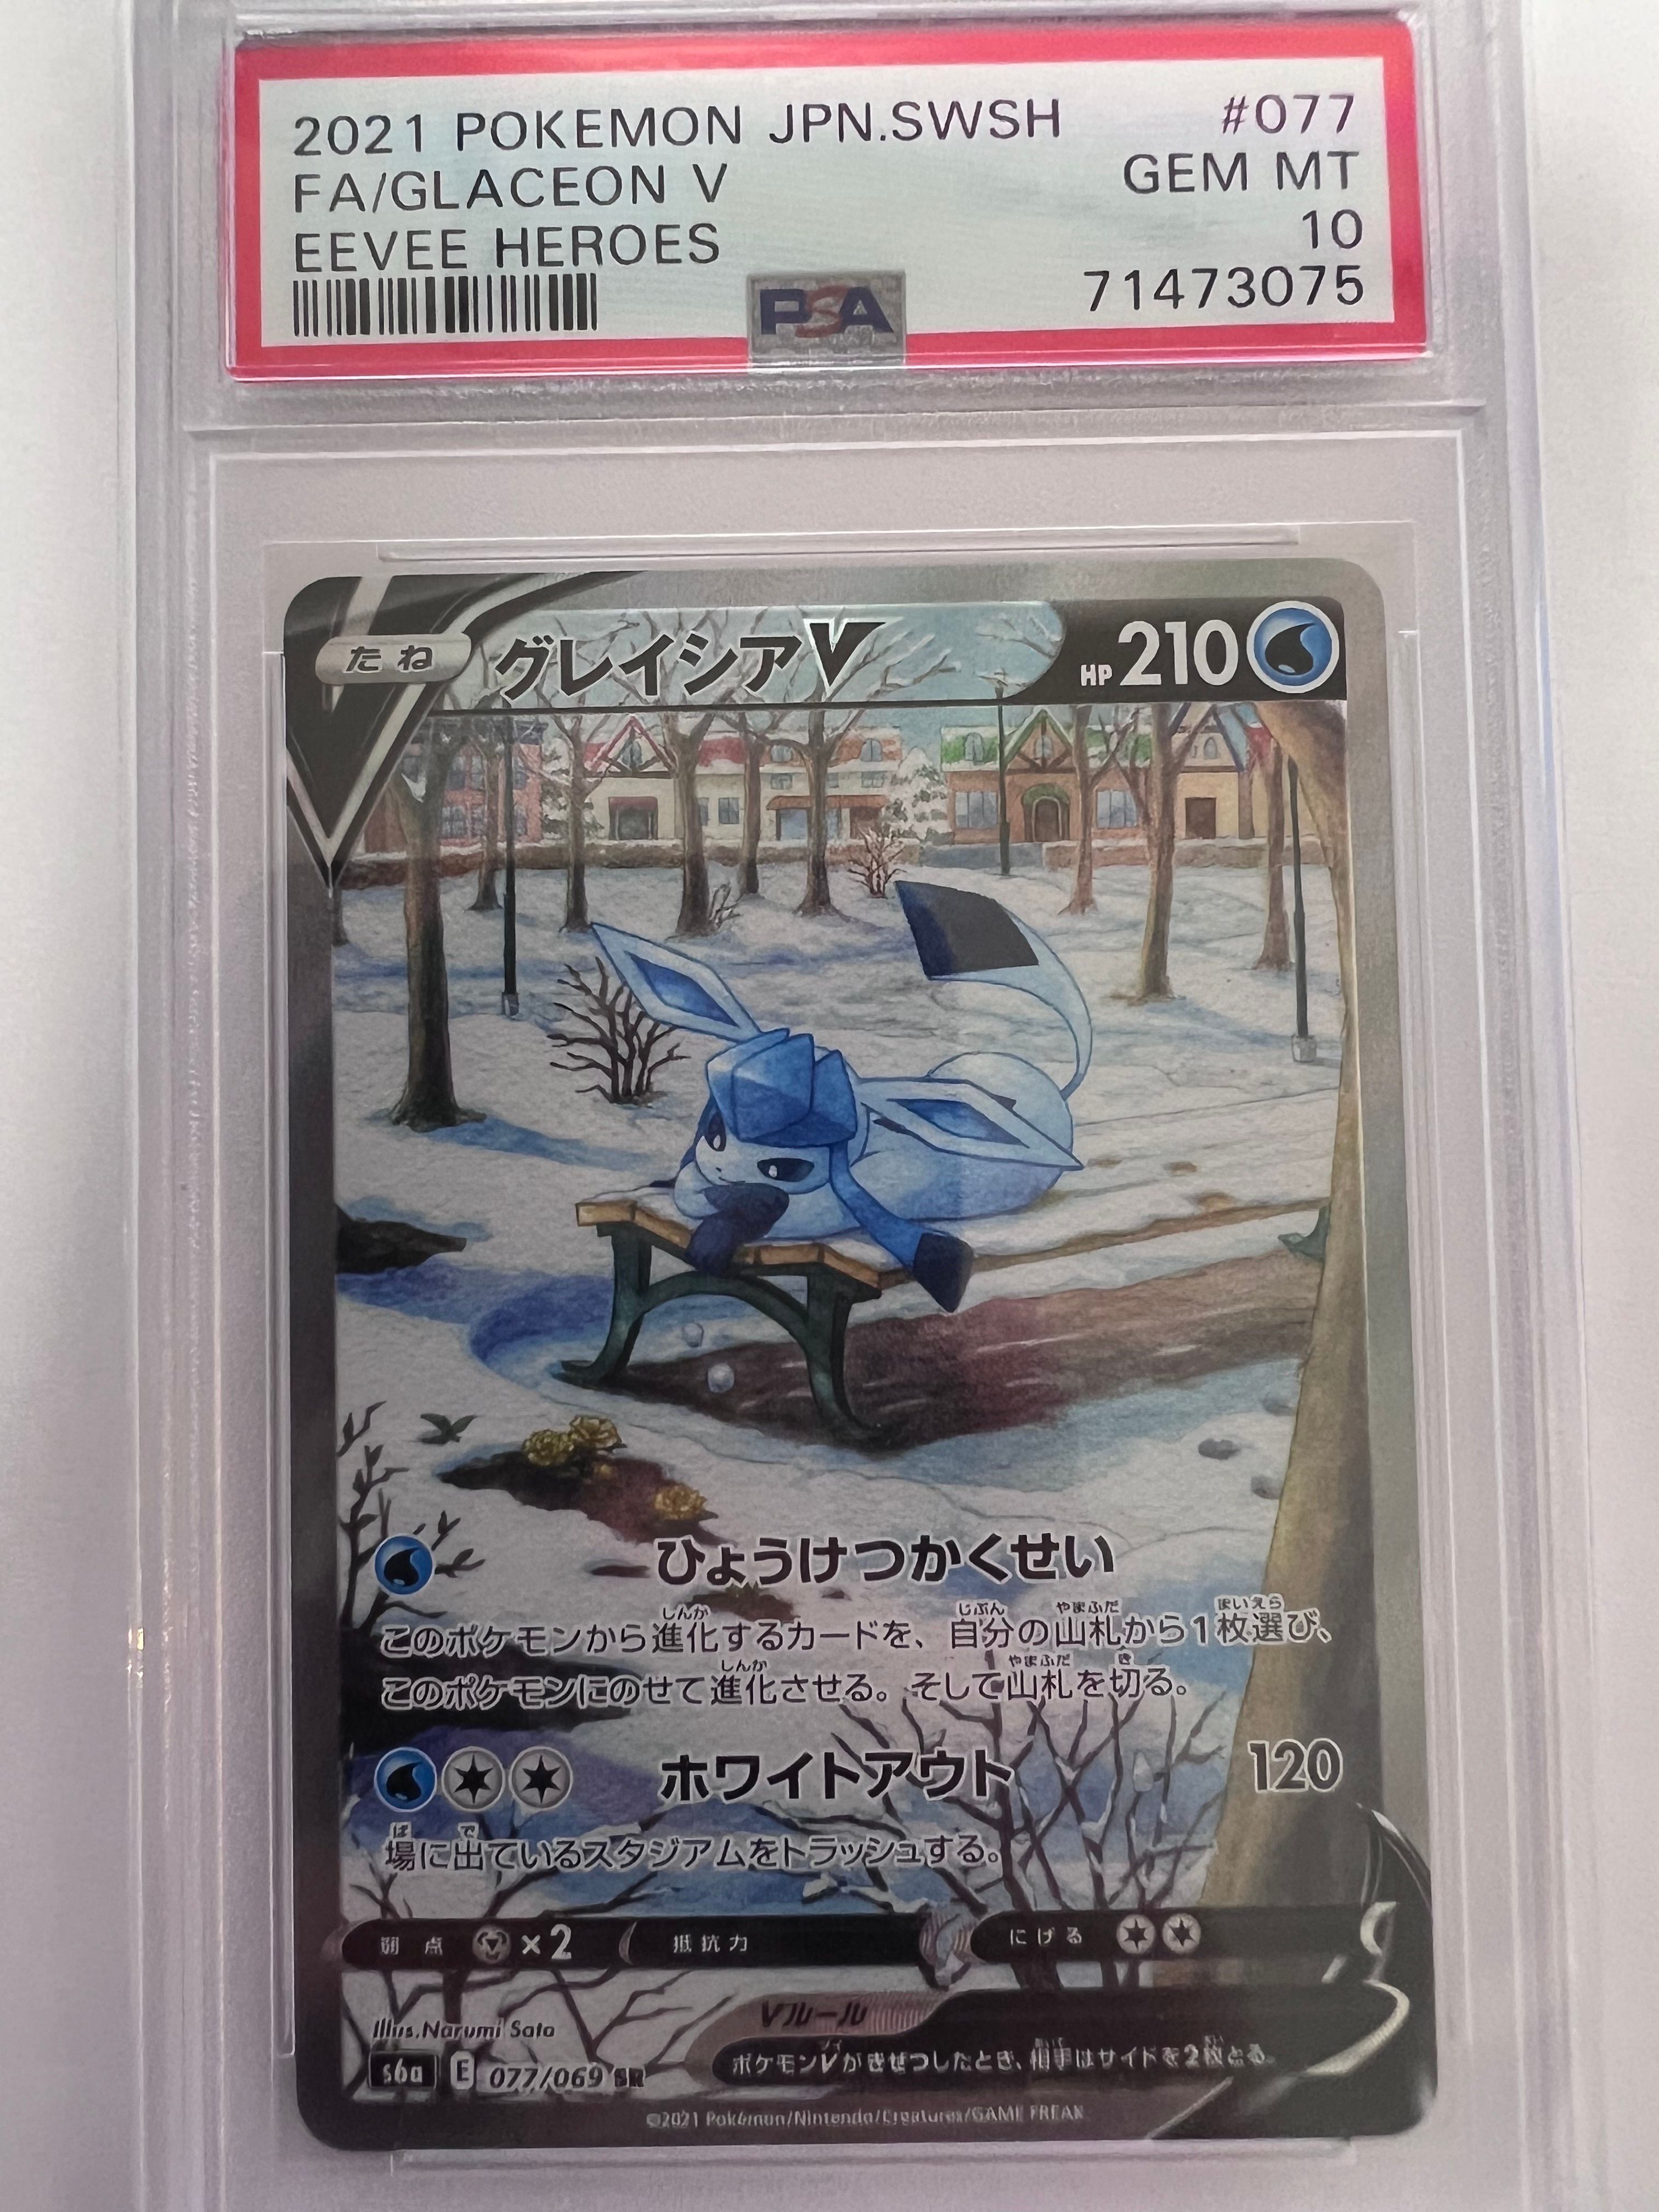 2021 POKEMON JPN.SWSH #077
FA/GLACEON V GEM MT
EEVEE HEROES 10
71473075
PSA
たね グレイシアV HP 210
ひょうけつかくせい
このポケモンから進化するカードを、自分の山札から1枚選び、
このポケモンにのせて進化させる。そして山札を切る。
ホワイトアウト 120
場に出ているスタジアムをトラッシュする。
弱点 ×2 抵抗力 にげる
Illus. Narumi Sato
Vルール
s6a E 077/069 SR
ポケモンVがきぜつしたとき、相手はサイドを2枚とる。
©2021 Pokémon/Nintendo/Creatures/GAME FREAK